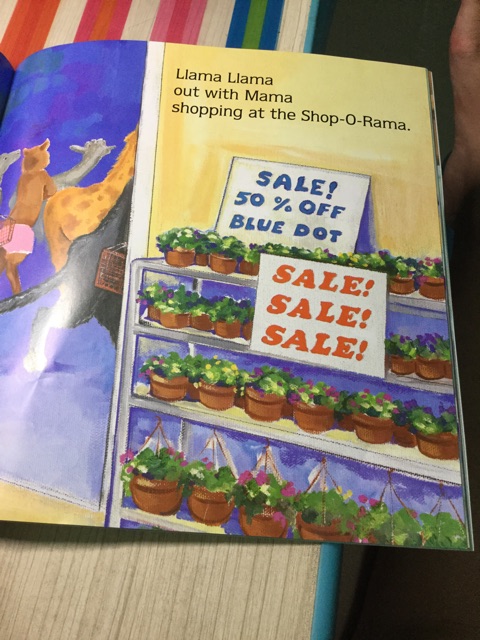 Llama Llama
out with Mama
shopping at the Shop-O-Rama.
SALE!
50 % OFF
BLUE DOT
SALE!
SALE!
SALE!